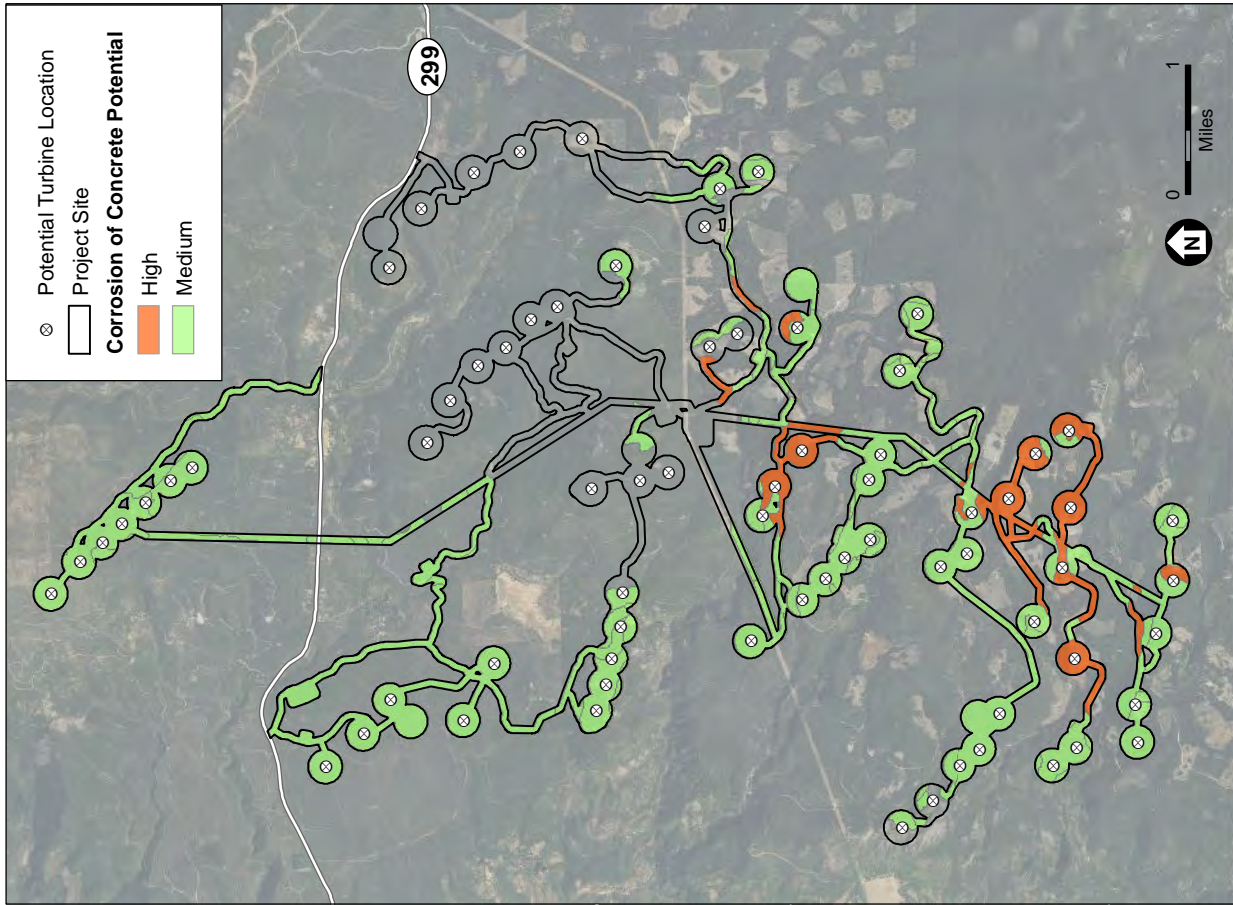 Potential Turbine Location
Project Site
Corrosion of Concrete Potential
High
Medium
299
N
0 1
Miles